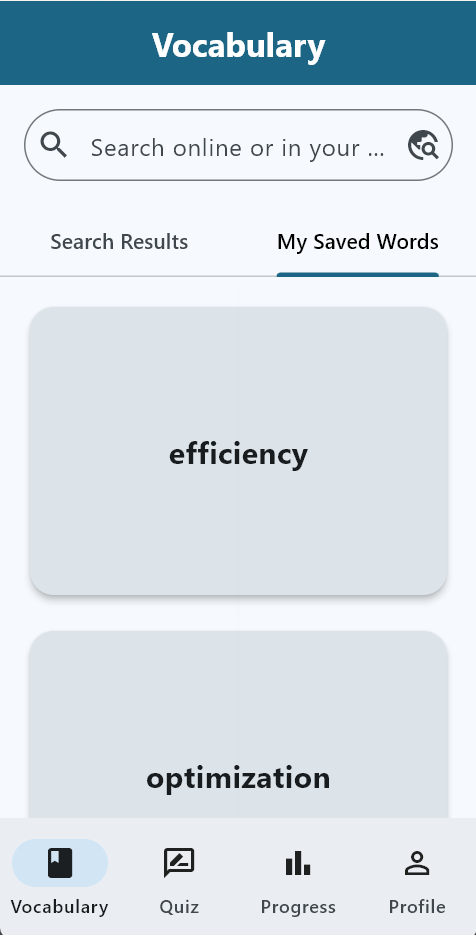 Vocabulary
Search online or in your ...
Search Results
My Saved Words
efficiency
optimization
Vocabulary
Quiz
Progress
Profile